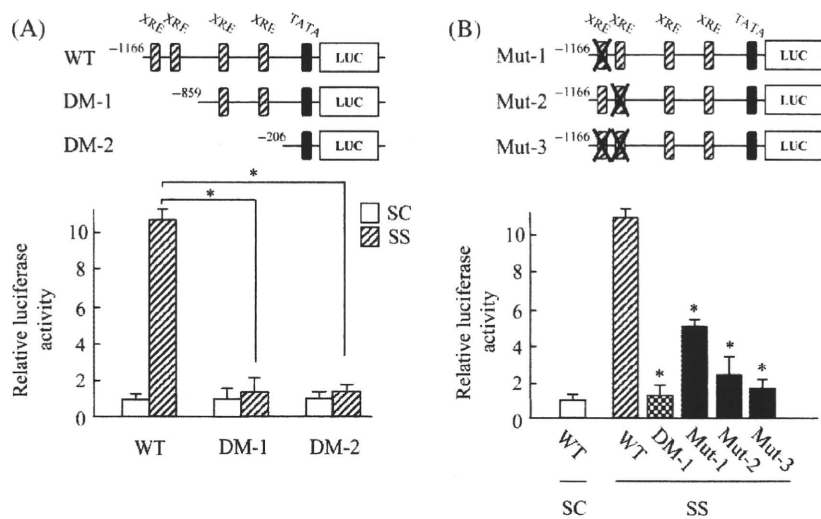 (A)
XRE XRE XRE XRE TATA
WT -1166 LUC
DM-1 -859 LUC
DM-2 -206 LUC
* *
SC
SS
Relative luciferase
activity
10
8
6
4
2
0
WT DM-1 DM-2
(B)
XRE XRE XRE XRE TATA
Mut-1 -1166 LUC
Mut-2 -1166 LUC
Mut-3 -1166 LUC
Relative luciferase
activity
10
8
6
4
2
0
* * * *
WT WT DM-1 Mut-1 Mut-2 Mut-3
SC SS